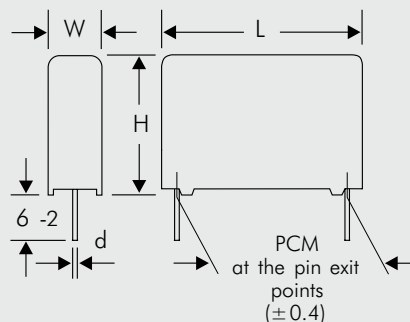 W
L
H
6 -2
d
PCM
at the pin exit
points
(±0.4)